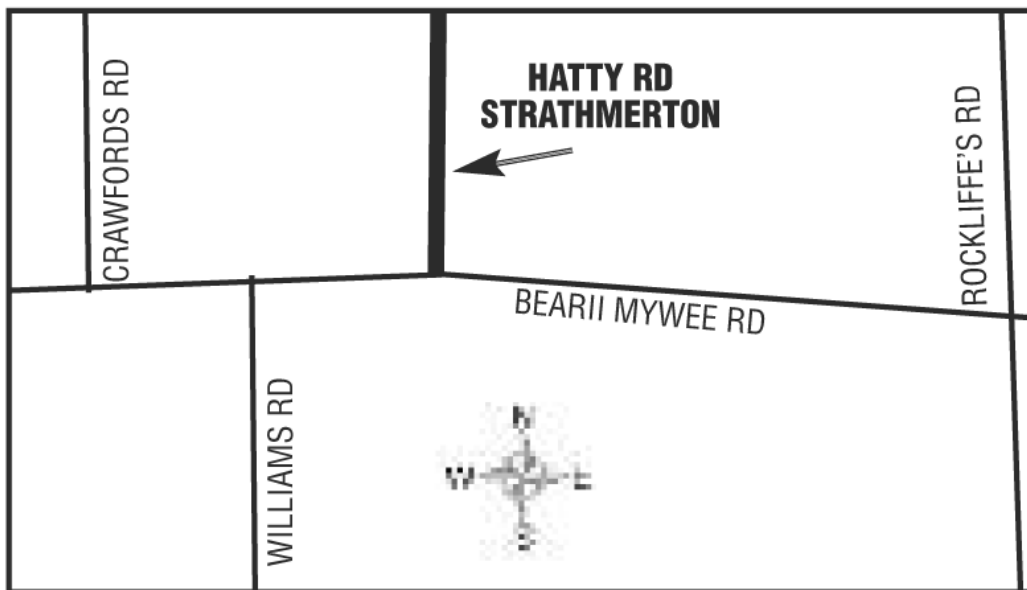 CRAWFORDS RD
HATTY RD
STRATHMERTON
ROCKLIFFE'S RD
BEARII MYWEE RD
WILLIAMS RD
N
W E
S